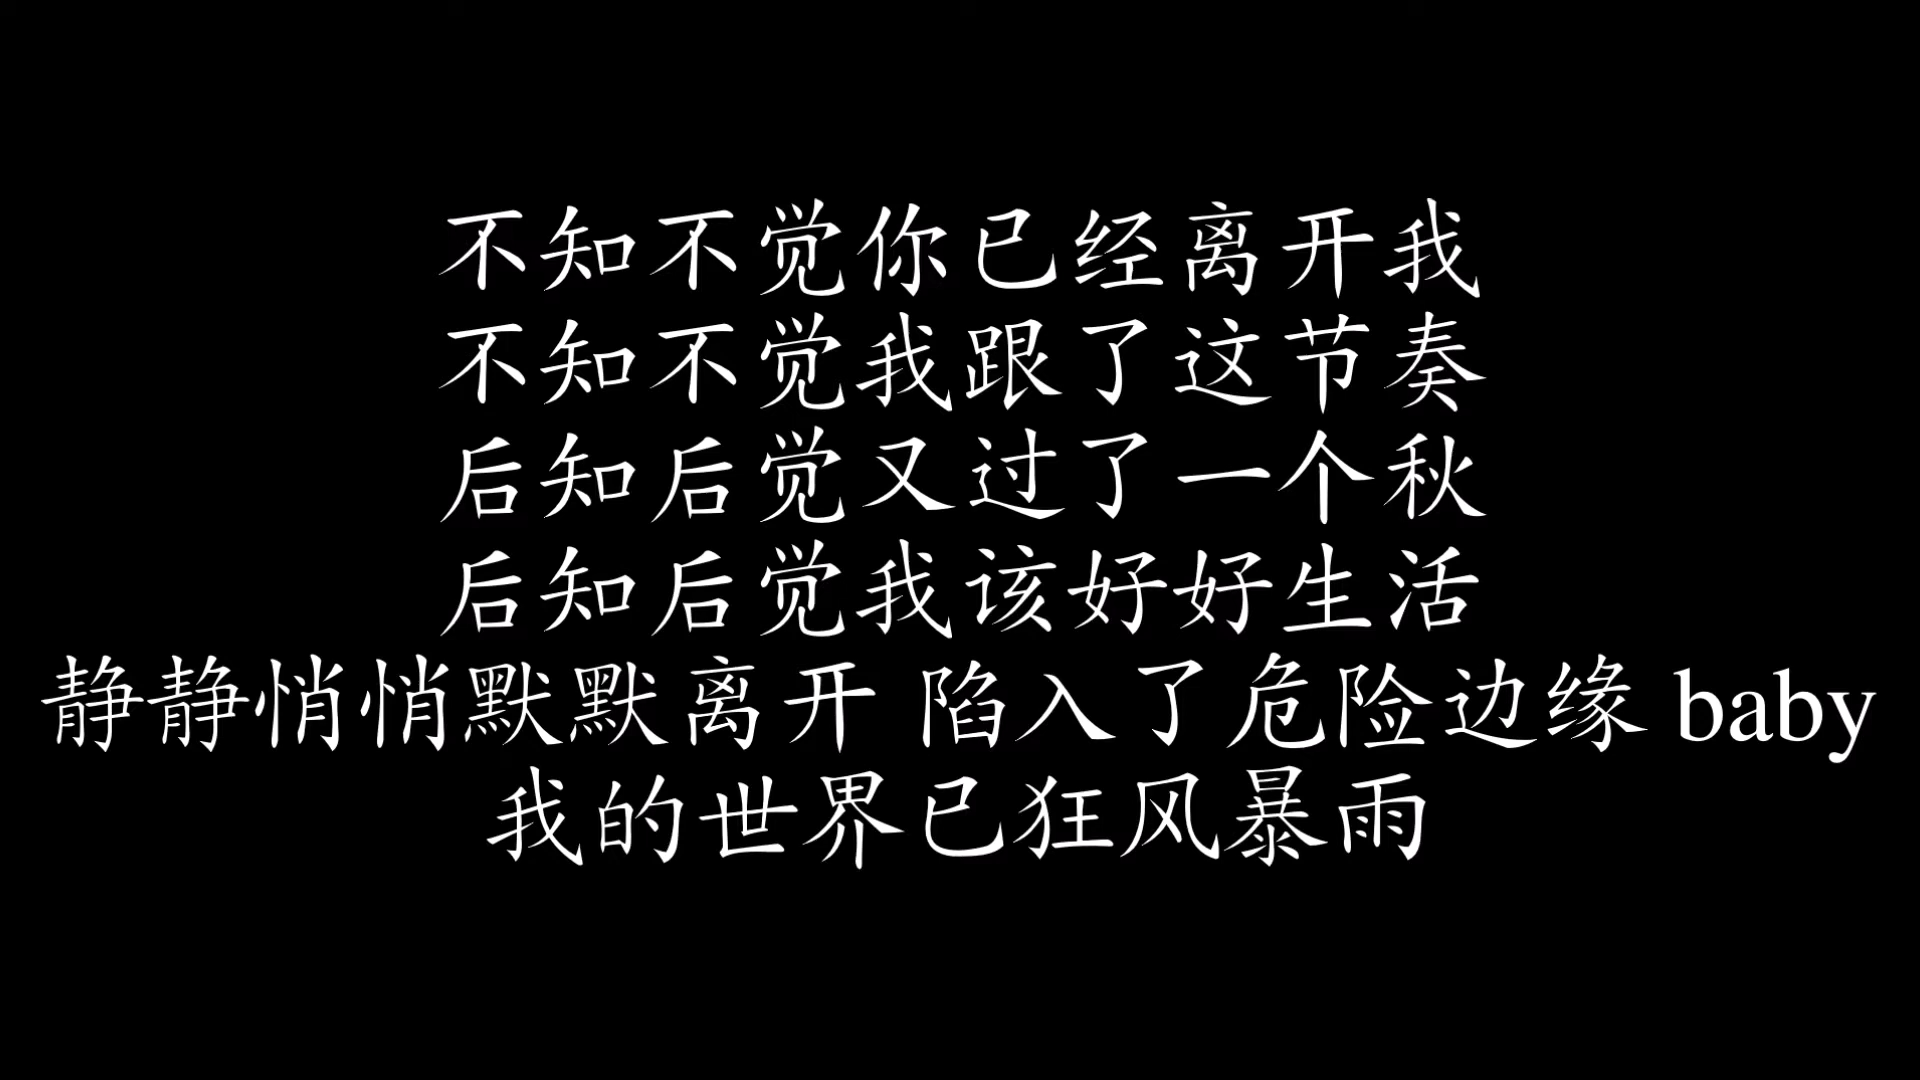 不知不觉你已经离开我
不知不觉我跟了这节奏
后知后觉又过了一个秋
后知后觉我该好好生活
静静悄悄默默离开 陷入了危险边缘 baby
我的世界已狂风暴雨